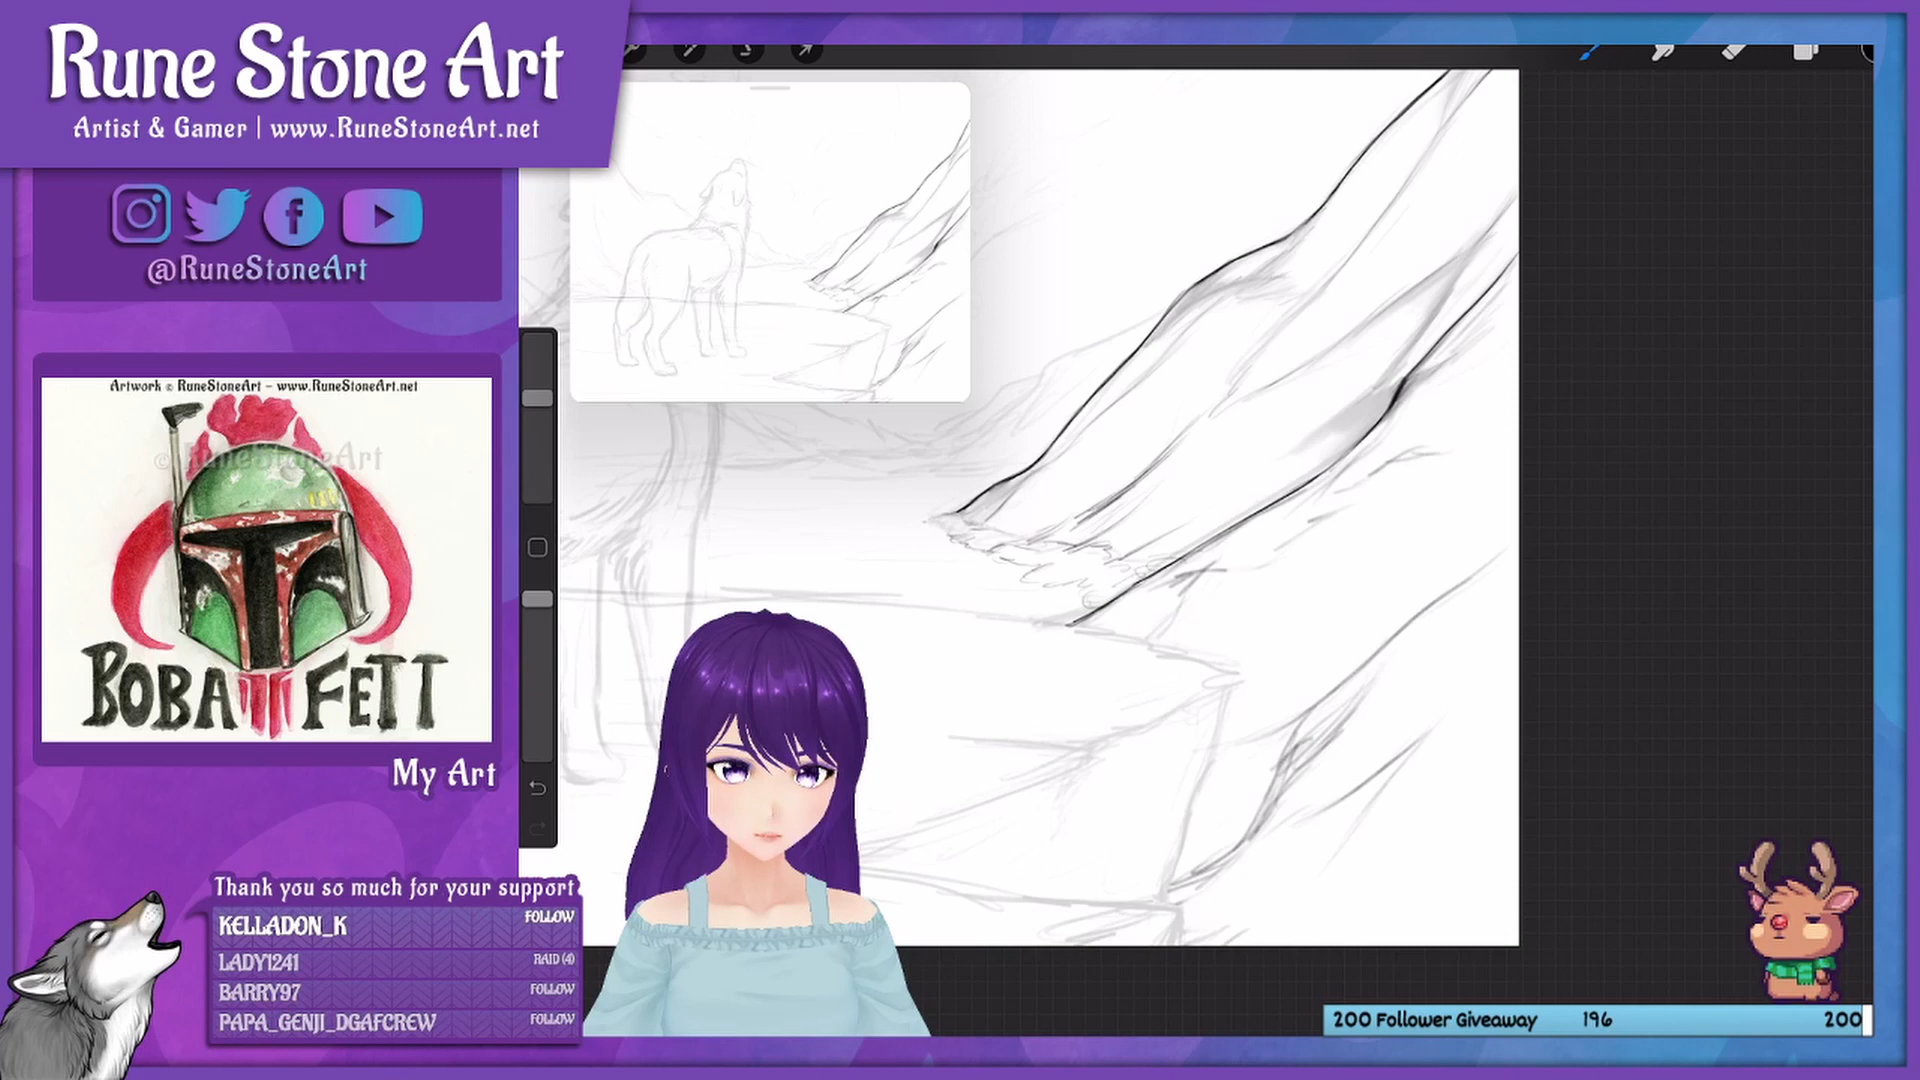 Rune Stone Art
Artist & Gamer | www.RuneStoneArt.net
@RuneStoneArt
Artwork © RuneStoneArt - www.RuneStoneArt.net
© RuneStoneArt
BOBA FETT
My Art
Thank you so much for your support
KELLADON_K FOLLOW
LADY1241 RAID (4)
BARRY97 FOLLOW
PAPA_GENJI_DGAFCREW FOLLOW
200 Follower Giveaway 196 200